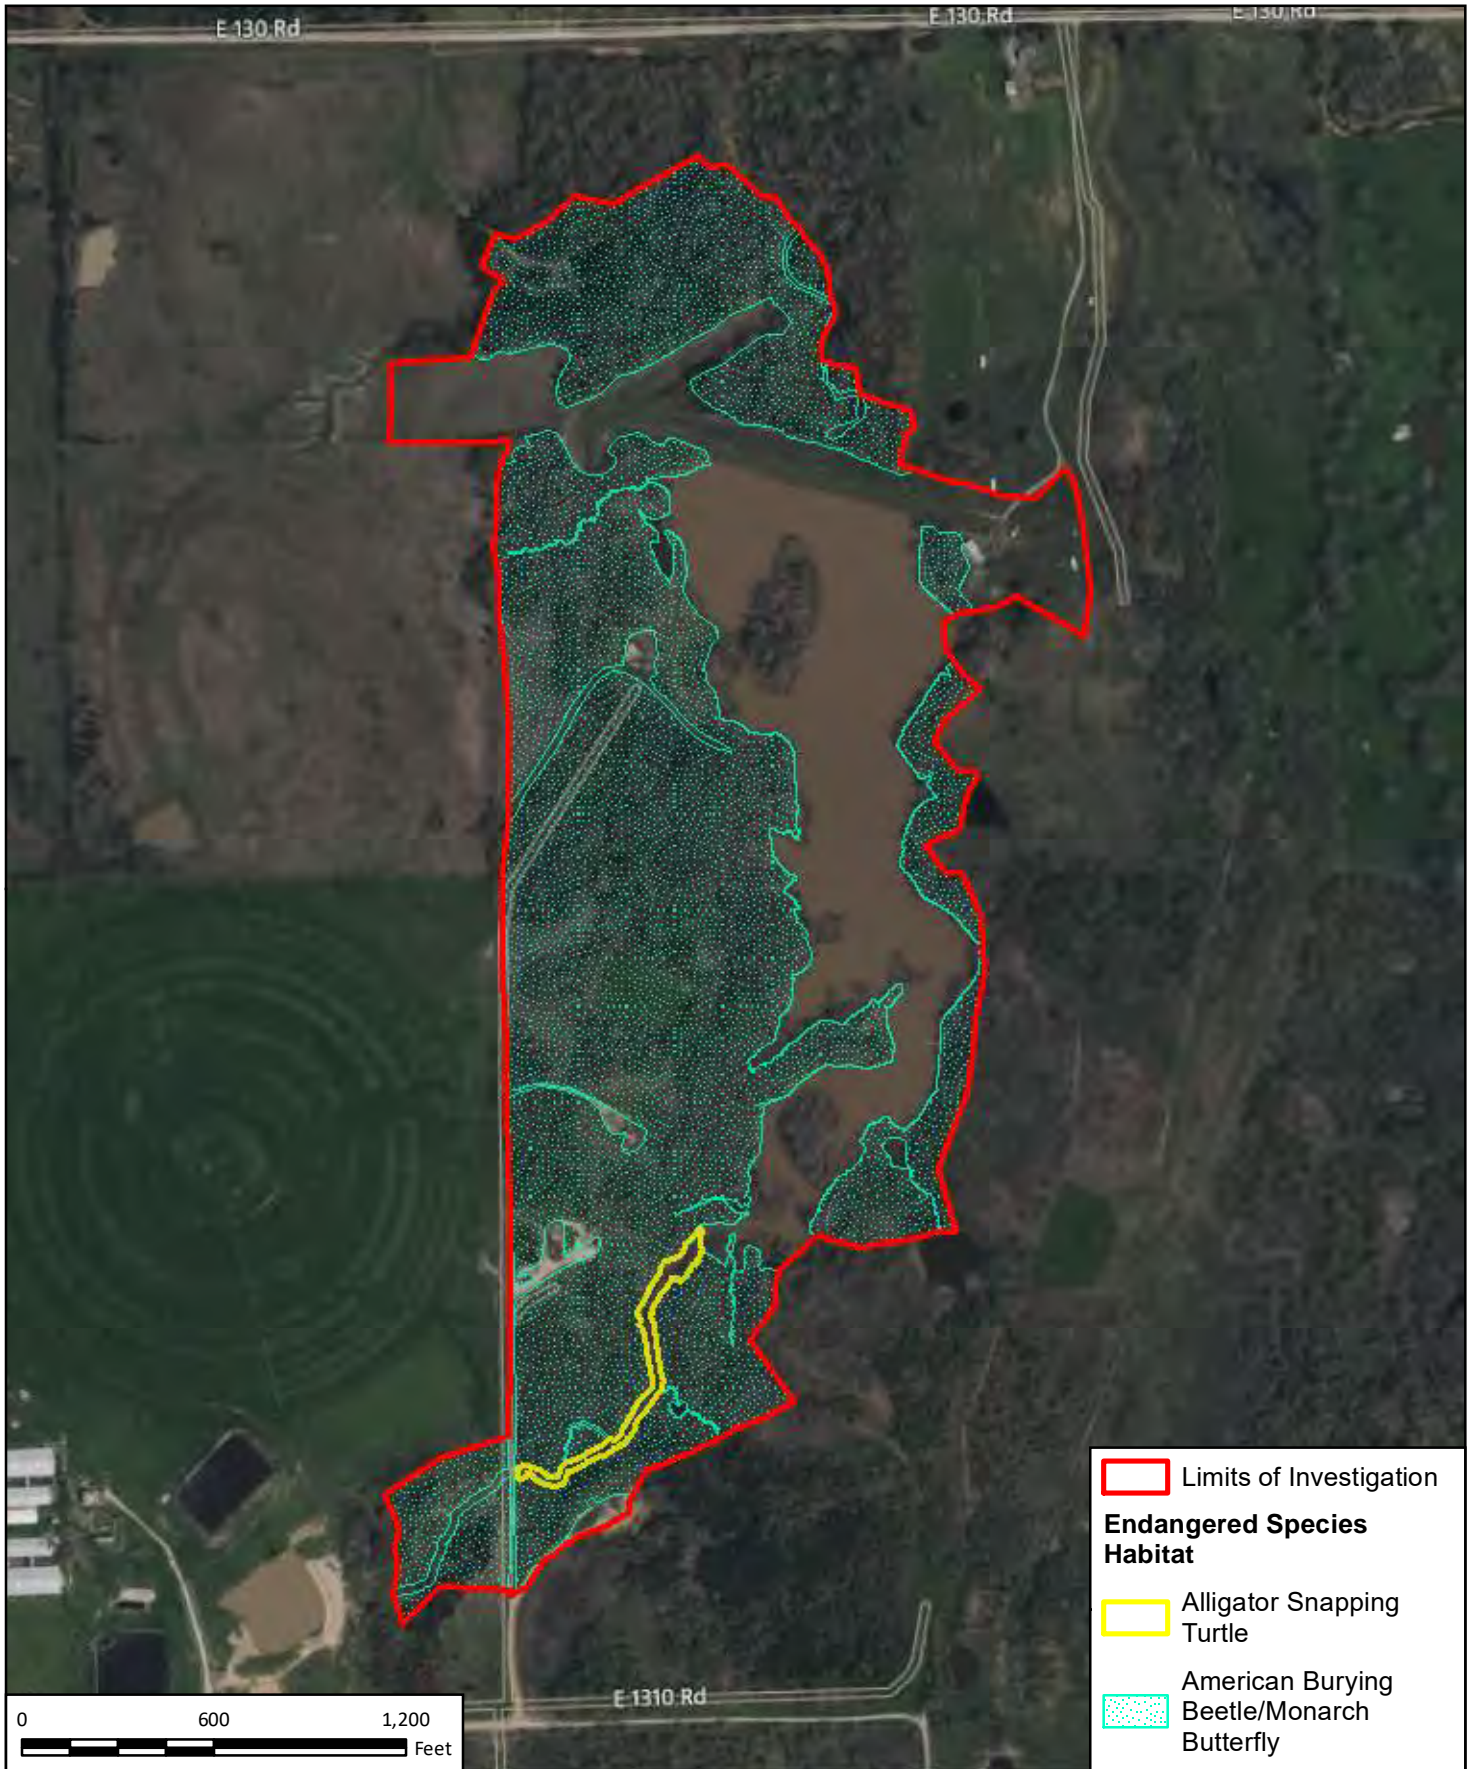 E 130 Rd
E 130 Rd
E 130 Rd
Limits of Investigation
Endangered Species
Habitat
Alligator Snapping
Turtle
American Burying
Beetle/Monarch
Butterfly
E 1310 Rd
0 600 1,200
Feet